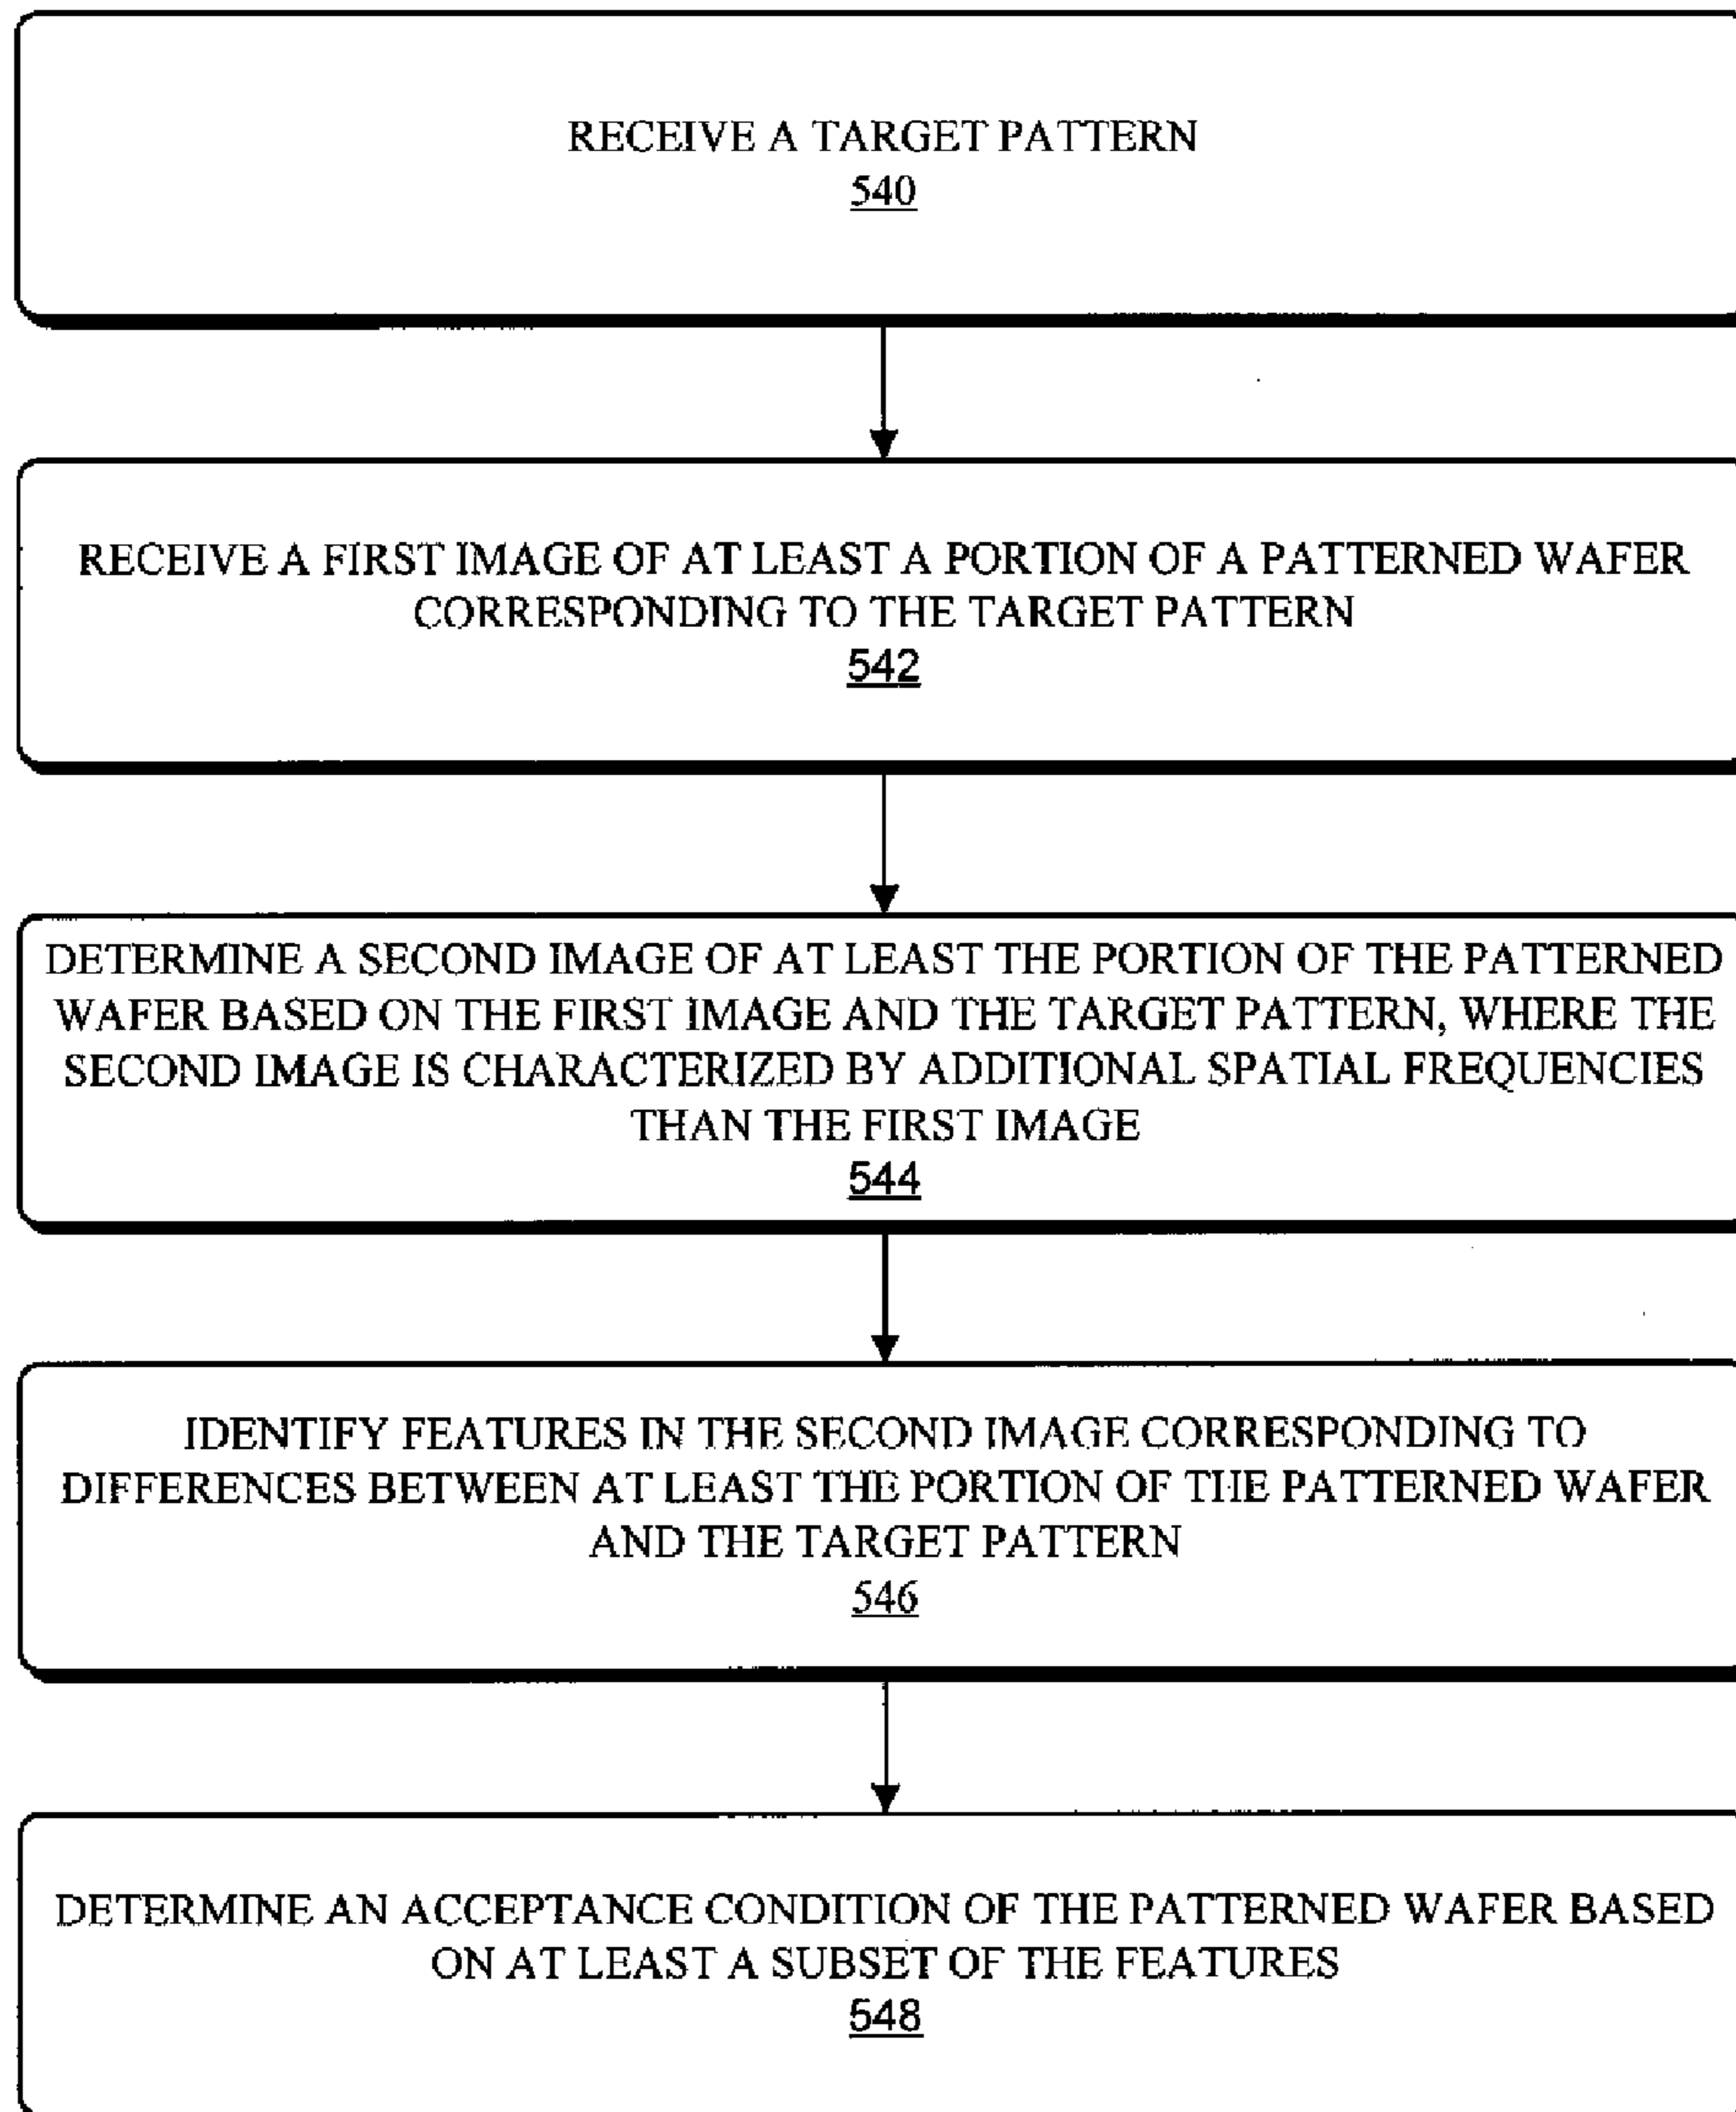 RECEIVE A TARGET PATTERN
540
RECEIVE A FIRST IMAGE OF AT LEAST A PORTION OF A PATTERNED WAFER
CORRESPONDING TO THE TARGET PATTERN
542
DETERMINE A SECOND IMAGE OF AT LEAST THE PORTION OF THE PATTERNED
WAFER BASED ON THE FIRST IMAGE AND THE TARGET PATTERN, WHERE THE
SECOND IMAGE IS CHARACTERIZED BY ADDITIONAL SPATIAL FREQUENCIES
THAN THE FIRST IMAGE
544
IDENTIFY FEATURES IN THE SECOND IMAGE CORRESPONDING TO
DIFFERENCES BETWEEN AT LEAST THE PORTION OF THE PATTERNED WAFER
AND THE TARGET PATTERN
546
DETERMINE AN ACCEPTANCE CONDITION OF THE PATTERNED WAFER BASED
ON AT LEAST A SUBSET OF THE FEATURES
548